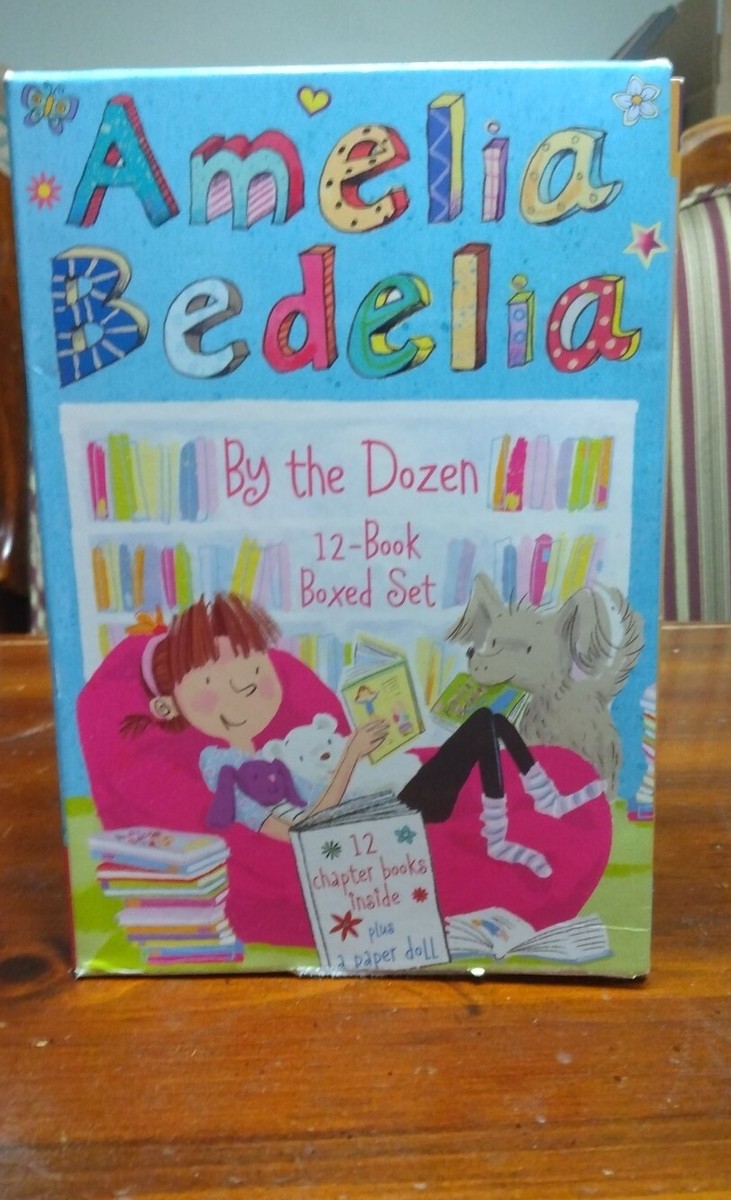 Amelia
Bedelia
By the Dozen
12-Book
Boxed Set
12
chapter books
inside
plus
a paper doll